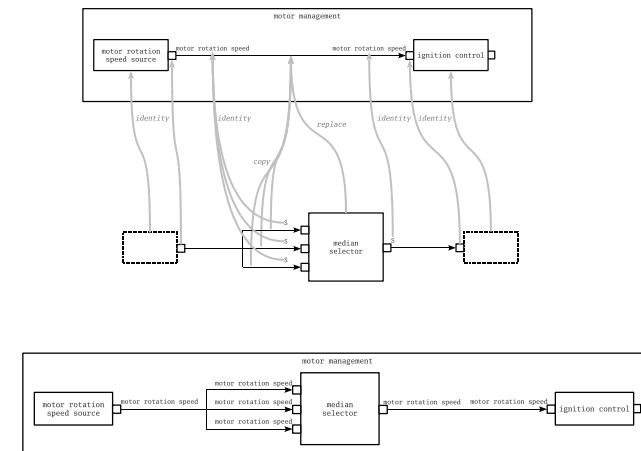 motor management
motor rotation speed
motor rotation speed
motor rotation
speed source
ignition control
identity
identity
replace
identity
identity
copy
S
S
S
S
median
selector
motor management
motor rotation speed
motor rotation
speed source
motor rotation speed
motor rotation speed
motor rotation speed
median
selector
motor rotation speed
motor rotation speed
ignition control